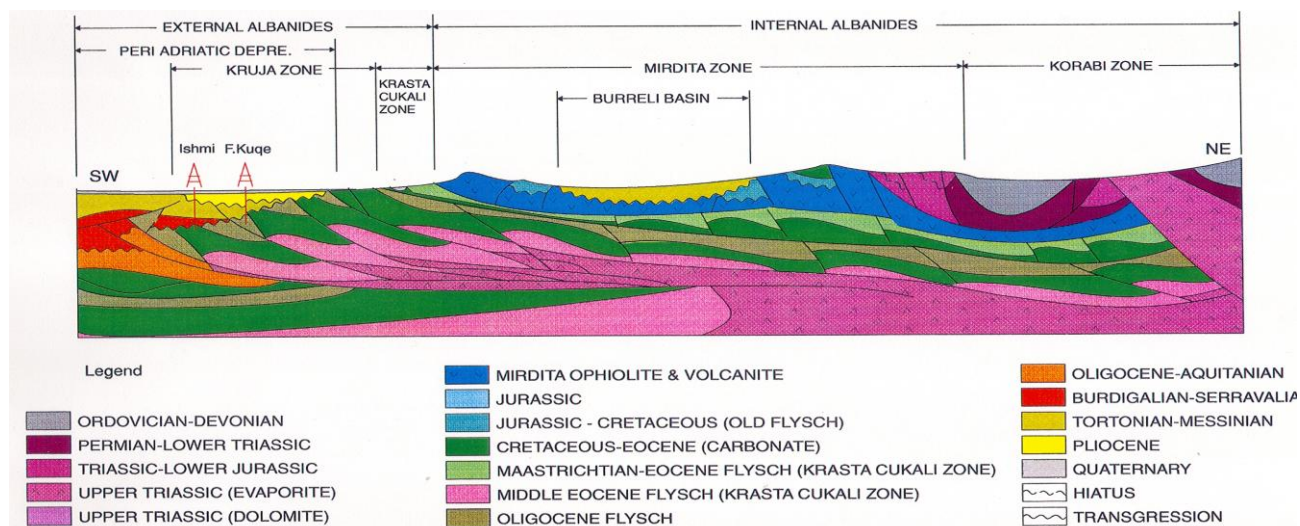 EXTERNAL ALBANIDES
INTERNAL ALBANIDES
PERI ADRIATIC DEPRE.
KRUJA ZONE
KRASTA
CUKALI
ZONE
MIRDITA ZONE
KORABI ZONE
BURRELI BASIN
Ishmi
F.Kuqe
SW
NE
Legend
ORDOVICIAN-DEVONIAN
PERMIAN-LOWER TRIASSIC
TRIASSIC-LOWER JURASSIC
UPPER TRIASSIC (EVAPORITE)
UPPER TRIASSIC (DOLOMITE)
MIRDITA OPHIOLITE & VOLCANITE
JURASSIC
JURASSIC - CRETACEOUS (OLD FLYSCH)
CRETACEOUS-EOCENE (CARBONATE)
MAASTRICHTIAN-EOCENE FLYSCH (KRASTA CUKALI ZONE)
MIDDLE EOCENE FLYSCH (KRASTA CUKALI ZONE)
OLIGOCENE FLYSCH
OLIGOCENE-AQUITANIAN
BURDIGALIAN-SERRAVALIA
TORTONIAN-MESSINIAN
PLIOCENE
QUATERNARY
HIATUS
TRANSGRESSION